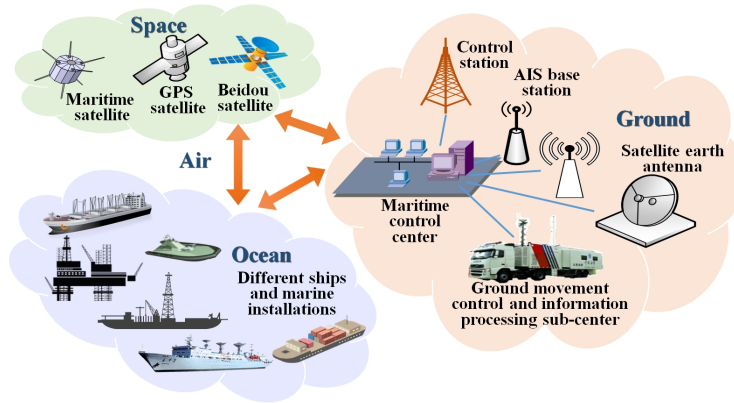 Space
Maritime
satellite
GPS
satellite
Beidou
satellite
Air
Ocean
Different ships
and marine
installations
Control
station
AIS base
station
Ground
Satellite earth
antenna
Maritime
control
center
Ground movement
control and information
processing sub-center